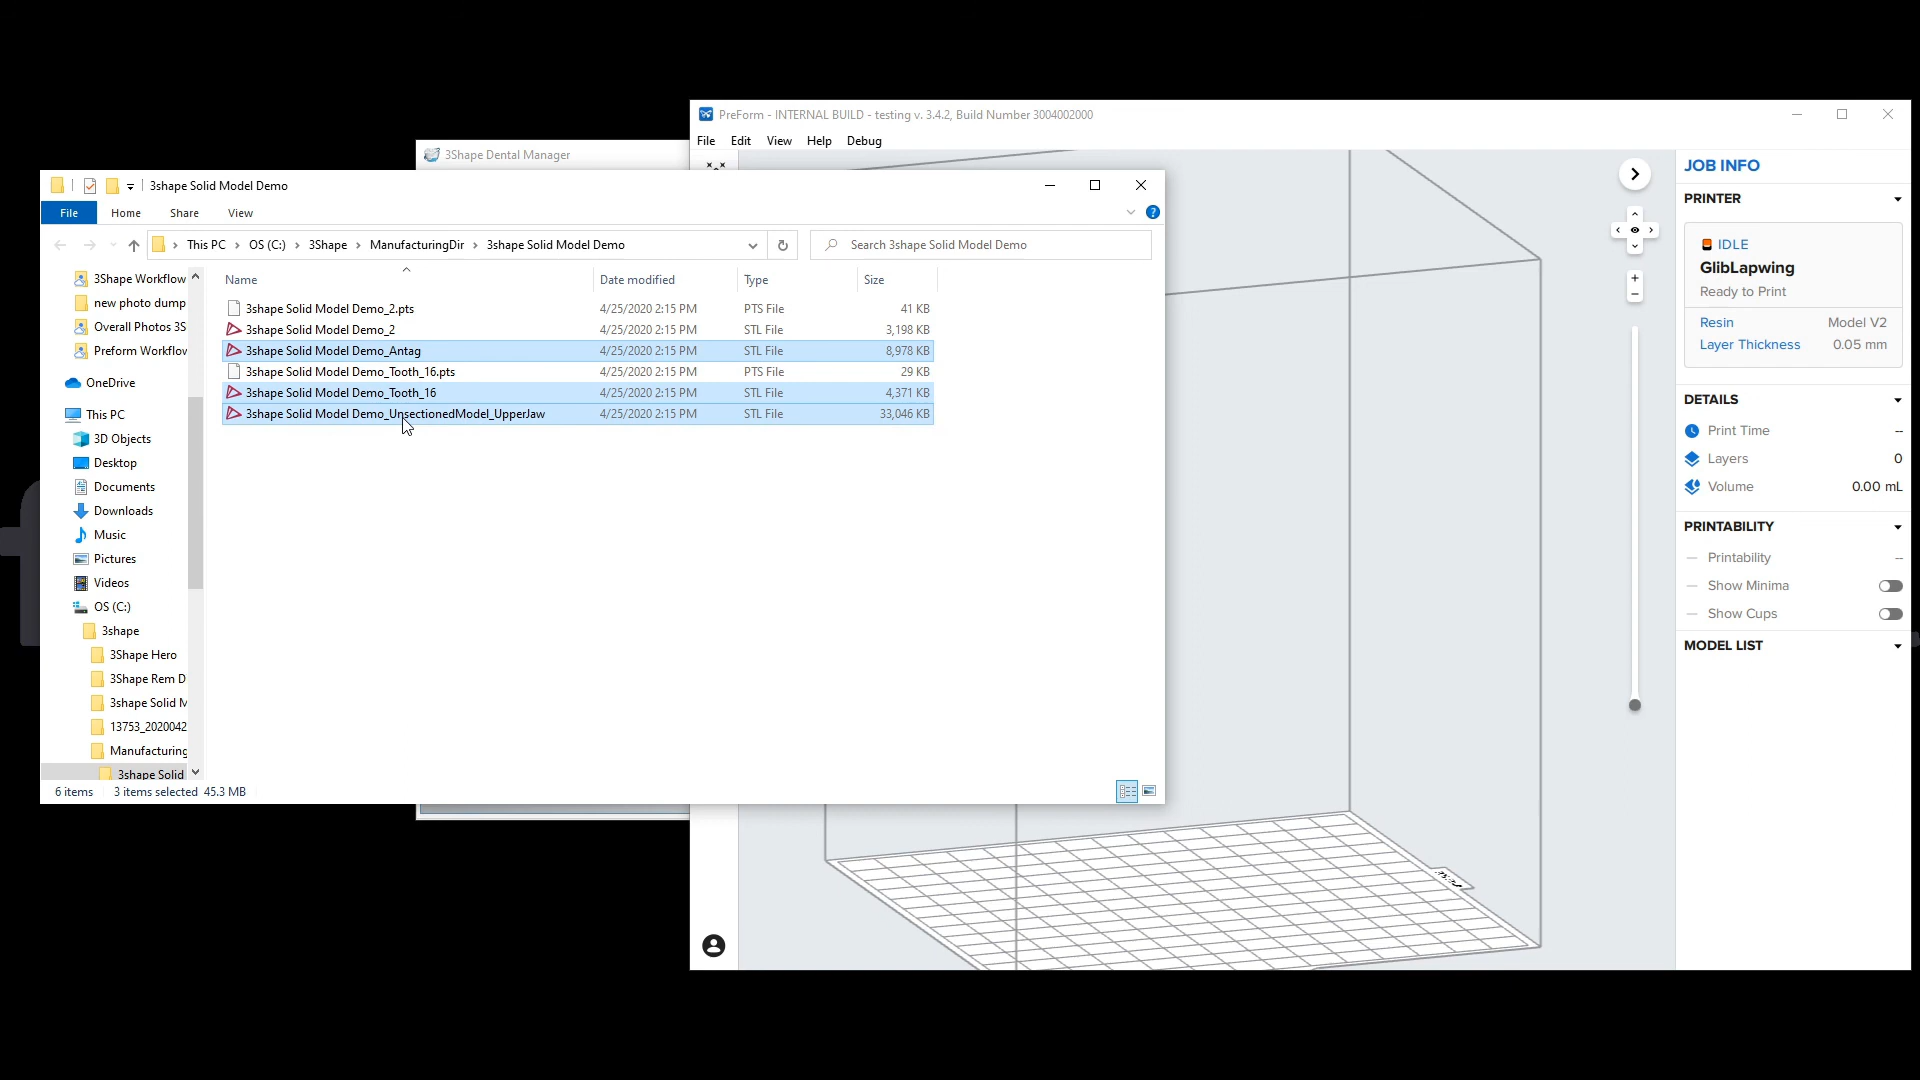 PreForm - INTERNAL BUILD - testing v. 3.4.2, Build Number 3004002000
File Edit View Help Debug
3Shape Dental Manager
3shape Solid Model Demo
File Home Share View
This PC OS (C:) 3Shape ManufacturingDir 3shape Solid Model Demo
Search 3shape Solid Model Demo
Name Date modified Type Size
3shape Solid Model Demo_2.pts 4/25/2020 2:15 PM PTS File 41 KB
3shape Solid Model Demo_2 4/25/2020 2:15 PM STL File 3,198 KB
3shape Solid Model Demo_Antag 4/25/2020 2:15 PM STL File 8,978 KB
3shape Solid Model Demo_Tooth_16.pts 4/25/2020 2:15 PM PTS File 29 KB
3shape Solid Model Demo_Tooth_16 4/25/2020 2:15 PM STL File 4,371 KB
3shape Solid Model Demo_UnsectionedModel_UpperJaw 4/25/2020 2:15 PM STL File 33,046 KB
3Shape Workflow
new photo dump
Overall Photos 3S
Preform Workflow
OneDrive
This PC
3D Objects
Desktop
Documents
Downloads
Music
Pictures
Videos
OS (C:)
3shape
3Shape Hero
3Shape Rem D
3shape Solid M
13753_2020042
Manufacturing
3shape Solid
6 items 3 items selected 45.3 MB
JOB INFO
PRINTER
IDLE
GlibLapwing
Ready to Print
Resin Model V2
Layer Thickness 0.05 mm
DETAILS
Print Time --
Layers 0
Volume 0.00 mL
PRINTABILITY
Printability --
Show Minima
Show Cups
MODEL LIST